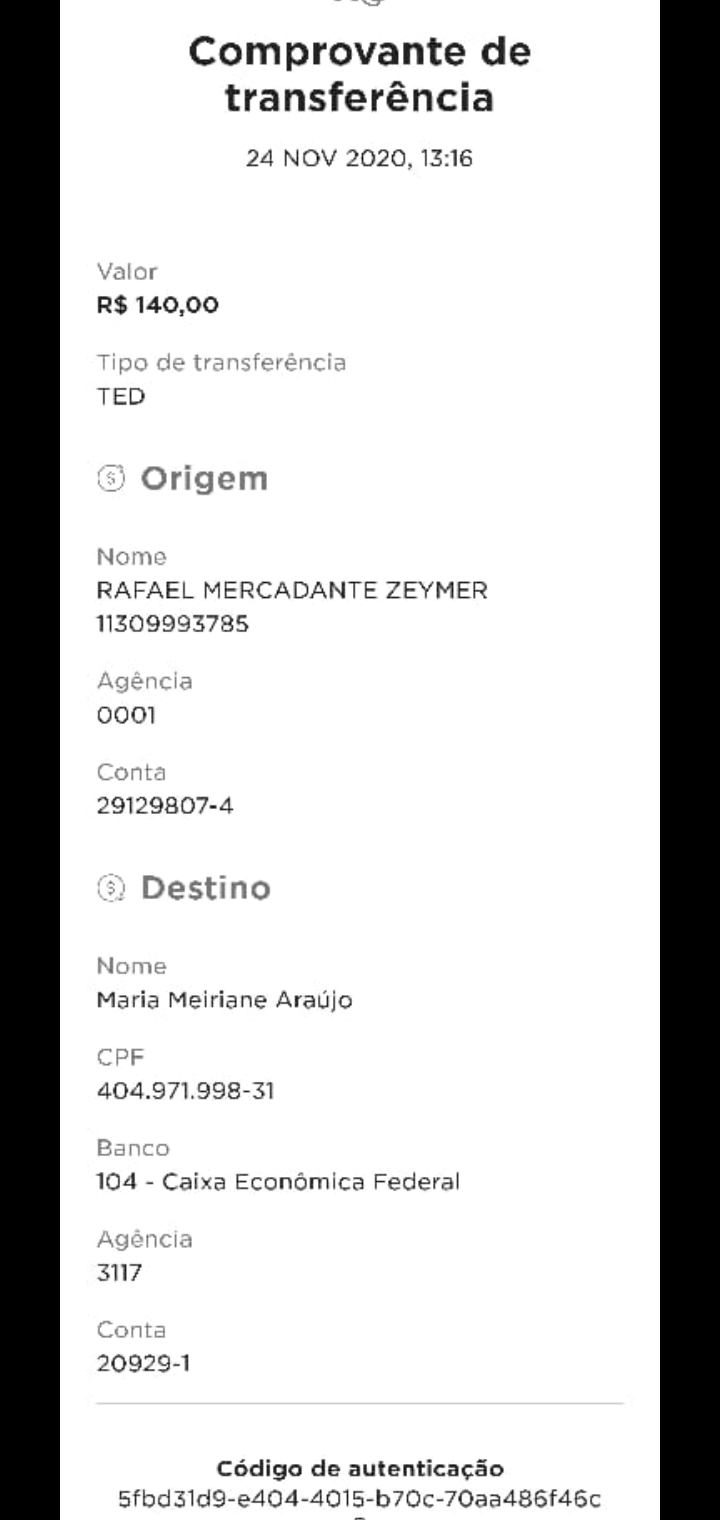 Comprovante de
transferência
24 NOV 2020, 13:16
Valor
R$ 140,00
Tipo de transferência
TED
Origem
Nome
RAFAEL MERCADANTE ZEYMER
11309993785
Agência
0001
Conta
29129807-4
Destino
Nome
Maria Meiriane Araújo
CPF
404.971.998-31
Banco
104 - Caixa Econômica Federal
Agência
3117
Conta
20929-1
Código de autenticação
5fbd31d9-e404-4015-b70c-70aa486f46c